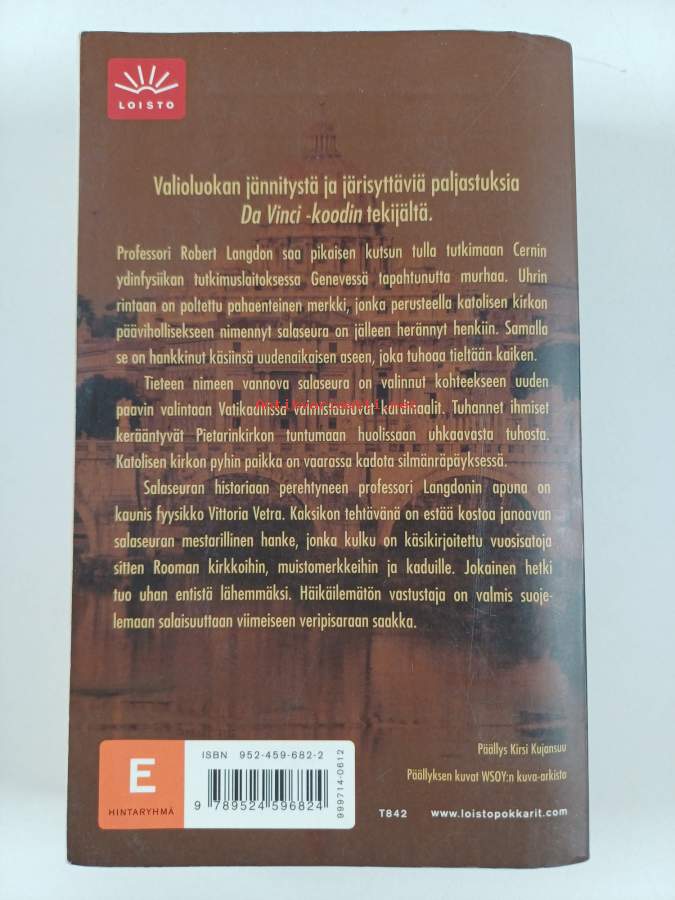 LOISTO
Valioluokan jännitystä ja järisyttäviä paljastuksia
Da Vinci -koodin tekijältä.
Professori Robert Langdon saa pikaisen kutsun tulla tutkimaan Cernin
ydinfysiikan tutkimuslaitoksessa Genevessä tapahtunutta murhaa. Uhrin
rintaan on poltettu pahaenteinen merkki, jonka perusteella katolisen kirkon
päävihollisekseen nimennyt salaseura on jälleen herännyt henkiin. Samalla
se on hankkinut käsiinsä uudenaikaisen aseen, joka tuhoaa tieltään kaiken.
Tieteen nimeen vannova salaseura on valinnut kohteekseen uuden
paavin valintaan Vatikaanissa valmistautuvat kardinaalit. Tuhannet ihmiset
kerääntyvät Pietarinkirkon tuntumaan huolissaan uhkaavasta tuhosta.
Katolisen kirkon pyhin paikka on vaarassa kadota silmänräpäyksessä.
Salaseuran historiaan perehtyneen professori Langdonin apuna on
kaunis fyysikko Vittoria Vetra. Kaksikon tehtävänä on estää kostoa janoavan
salaseuran mestarillinen hanke, jonka kulku on käsikirjoitettu vuosisatoja
sitten Rooman kirkkoihin, muistomerkkeihin ja kaduille. Jokainen hetki
tuo uhan entistä lähemmäksi. Häikäilemätön vastustaja on valmis suoje-
lemaan salaisuuttaan viimeiseen veripisaraan saakka.
E
HINTARYHMÄ
ISBN 952-459-682-2
9 789524 596824
999714-0612
Päällys Kirsi Kujansuu
Päällyksen kuvat WSOY:n kuva-arkisto
T842 www.loistopokkarit.com